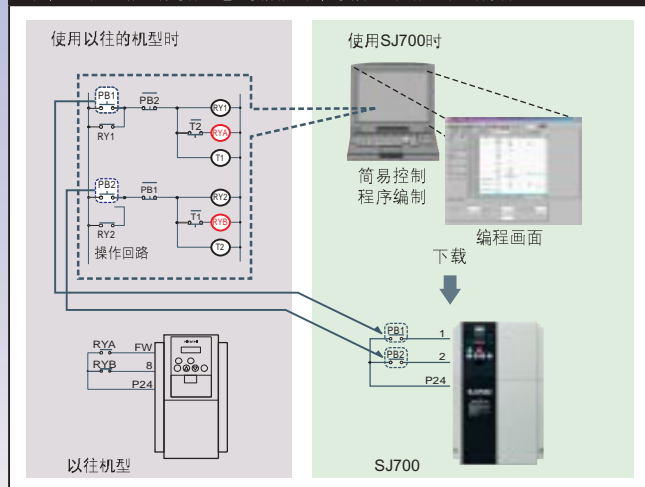 使用以往的机型时
PB1
PB2
RY1
T2
RYA
RY1
T1
PB2
PB1
RY2
T1
RYB
RY2
T2
操作回路
RYA FW
RYB 8
P24
以往机型
使用SJ700时
简易控制
程序编制
编程画面
下载
PB1 1
PB2 2
P24
SJ700